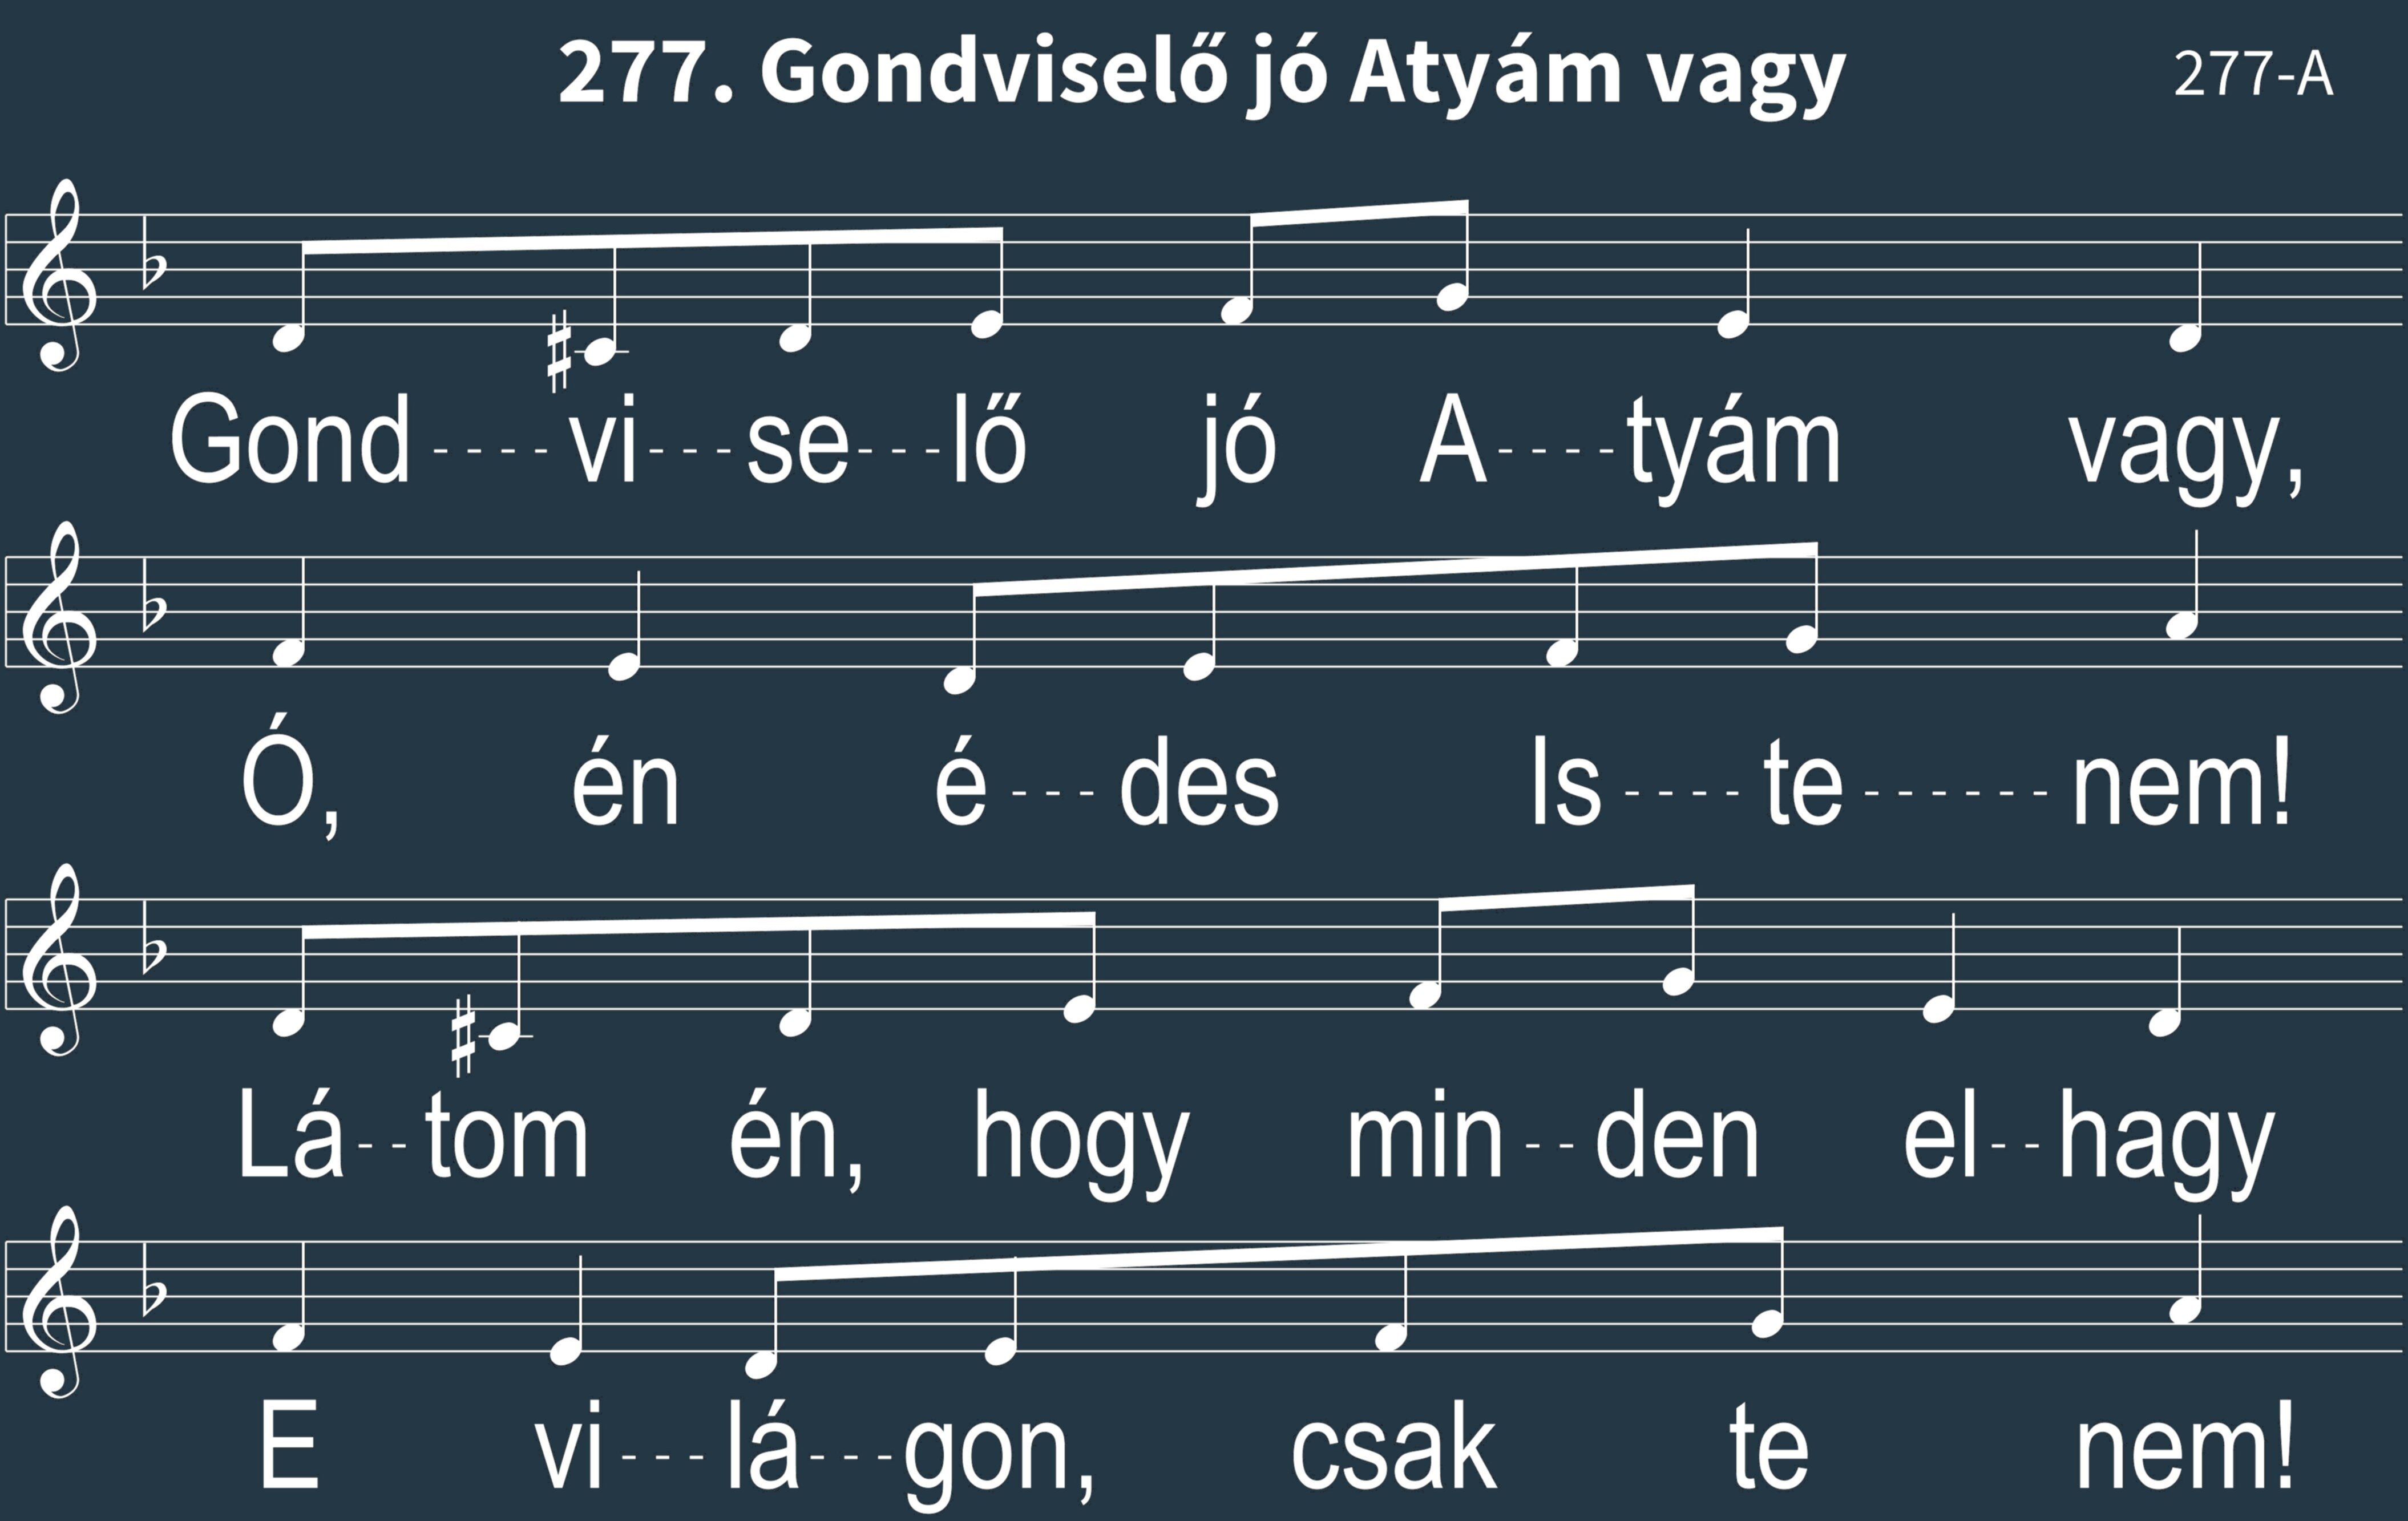 277. Gondviselő jó Atyám vagy 277-A
Gond----vi---se---lő jó A----tyám vagy,
Ó, én é---des Is----te------nem!
Lá--tom én, hogy min--den el--hagy
E vi---lá---gon, csak te nem!